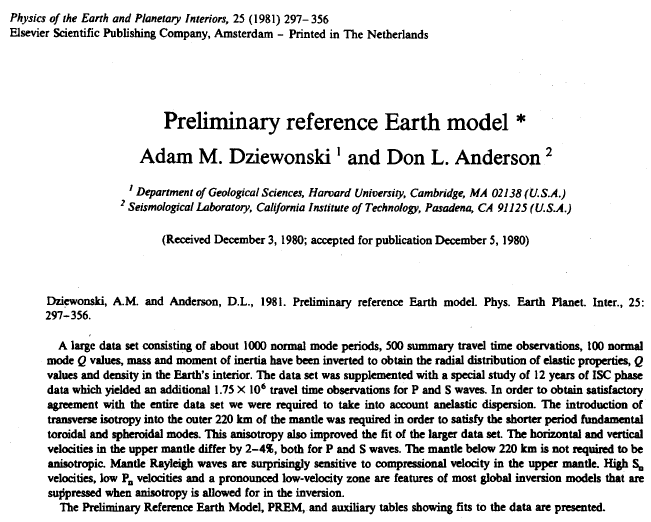 Physics of the Earth and Planetary Interiors, 25 (1981) 297–356
Elsevier Scientific Publishing Company, Amsterdam – Printed in The Netherlands
Preliminary reference Earth model *
Adam M. Dziewonski 1 and Don L. Anderson 2
1 Department of Geological Sciences, Harvard University, Cambridge, MA 02138 (U.S.A.)
2 Seismological Laboratory, California Institute of Technology, Pasadena, CA 91125 (U.S.A.)
(Received December 3, 1980; accepted for publication December 5, 1980)
Dziewonski, A.M. and Anderson, D.L., 1981. Preliminary reference Earth model. Phys. Earth Planet. Inter., 25:
297–356.
A large data set consisting of about 1000 normal mode periods, 500 summary travel time observations, 100 normal
mode Q values, mass and moment of inertia have been inverted to obtain the radial distribution of elastic properties, Q
values and density in the Earth's interior. The data set was supplemented with a special study of 12 years of ISC phase
data which yielded an additional 1.75 × 10⁶ travel time observations for P and S waves. In order to obtain satisfactory
agreement with the entire data set we were required to take into account anelastic dispersion. The introduction of
transverse isotropy into the outer 220 km of the mantle was required in order to satisfy the shorter period fundamental
toroidal and spheroidal modes. This anisotropy also improved the fit of the larger data set. The horizontal and vertical
velocities in the upper mantle differ by 2–4%, both for P and S waves. The mantle below 220 km is not required to be
anisotropic. Mantle Rayleigh waves are surprisingly sensitive to compressional velocity in the upper mantle. High Sn
velocities, low Pn velocities and a pronounced low-velocity zone are features of most global inversion models that are
suppressed when anisotropy is allowed for in the inversion.
The Preliminary Reference Earth Model, PREM, and auxiliary tables showing fits to the data are presented.